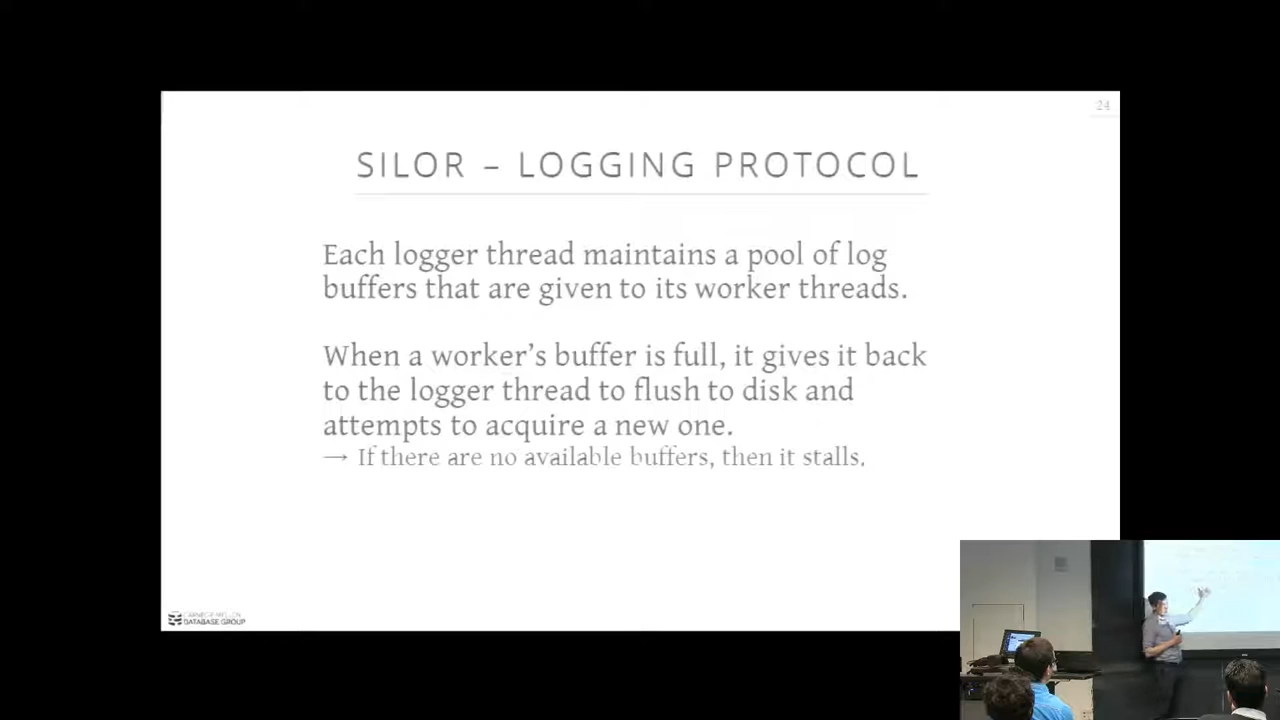 24
SILOR – LOGGING PROTOCOL
Each logger thread maintains a pool of log
buffers that are given to its worker threads.
When a worker's buffer is full, it gives it back
to the logger thread to flush to disk and
attempts to acquire a new one.
→ If there are no available buffers, then it stalls.
CARNEGIE MELLON
DATABASE GROUP